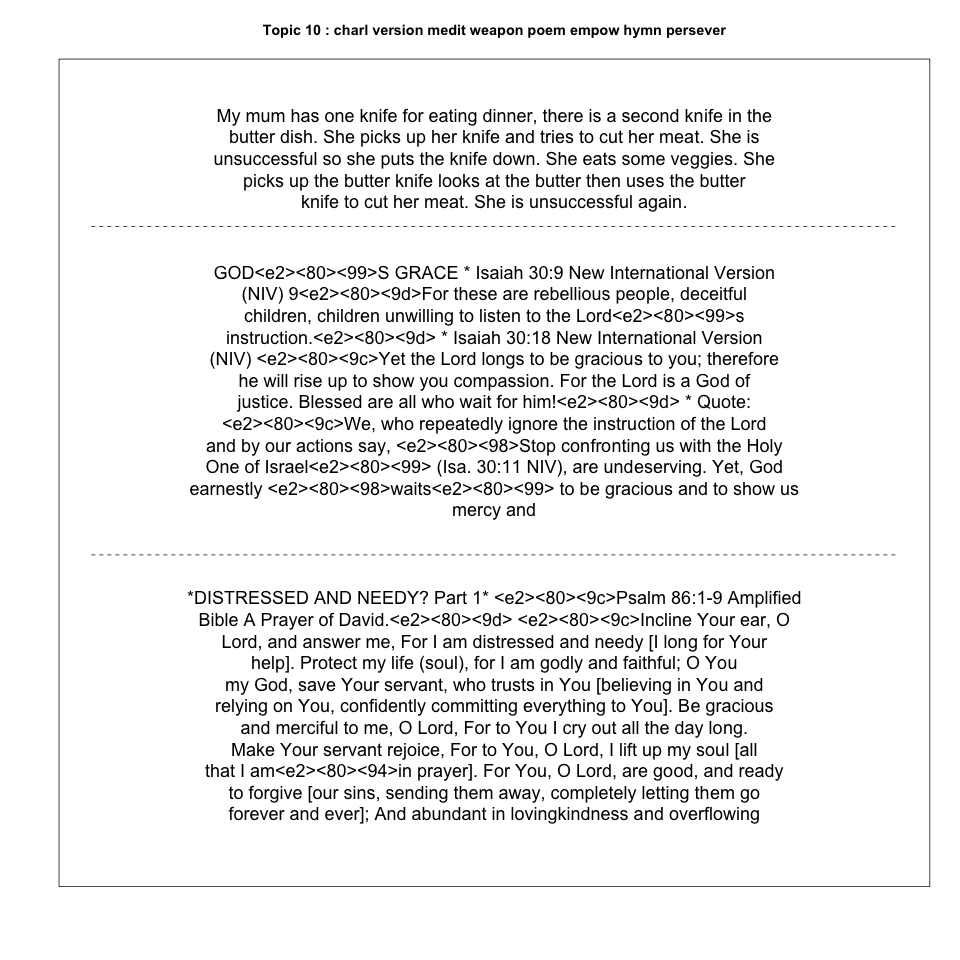 Topic 10 : charl version medit weapon poem empow hymn persever
My mum has one knife for eating dinner, there is a second knife in the
butter dish. She picks up her knife and tries to cut her meat. She is
unsuccessful so she puts the knife down. She eats some veggies. She
picks up the butter knife looks at the butter then uses the butter
knife to cut her meat. She is unsuccessful again.
GOD<e2><80><99>S GRACE * Isaiah 30:9 New International Version
(NIV) 9<e2><80><9d>For these are rebellious people, deceitful
children, children unwilling to listen to the Lord<e2><80><99>s
instruction.<e2><80><9d> * Isaiah 30:18 New International Version
(NIV) <e2><80><9c>Yet the Lord longs to be gracious to you; therefore
he will rise up to show you compassion. For the Lord is a God of
justice. Blessed are all who wait for him!<e2><80><9d> * Quote:
<e2><80><9c>We, who repeatedly ignore the instruction of the Lord
and by our actions say, <e2><80><98>Stop confronting us with the Holy
One of Israel<e2><80><99> (Isa. 30:11 NIV), are undeserving. Yet, God
earnestly <e2><80><98>waits<e2><80><99> to be gracious and to show us
mercy and
*DISTRESSED AND NEEDY? Part 1* <e2><80><9c>Psalm 86:1-9 Amplified
Bible A Prayer of David.<e2><80><9d> <e2><80><9c>Incline Your ear, O
Lord, and answer me, For I am distressed and needy [I long for Your
help]. Protect my life (soul), for I am godly and faithful; O You
my God, save Your servant, who trusts in You [believing in You and
relying on You, confidently committing everything to You]. Be gracious
and merciful to me, O Lord, For to You I cry out all the day long.
Make Your servant rejoice, For to You, O Lord, I lift up my soul [all
that I am<e2><80><94>in prayer]. For You, O Lord, are good, and ready
to forgive [our sins, sending them away, completely letting them go
forever and ever]; And abundant in lovingkindness and overflowing